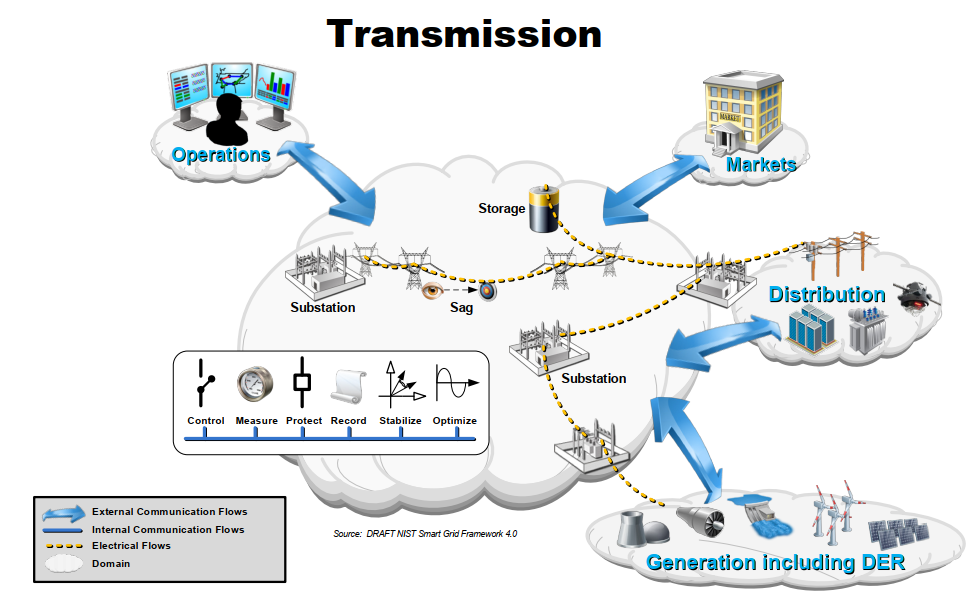 Transmission
Operations
MARKET
Markets
Storage
Substation
Sag
Distribution
Substation
Control Measure Protect Record Stabilize Optimize
External Communication Flows
Internal Communication Flows
Electrical Flows
Domain
Source: DRAFT NIST Smart Grid Framework 4.0
Generation including DER